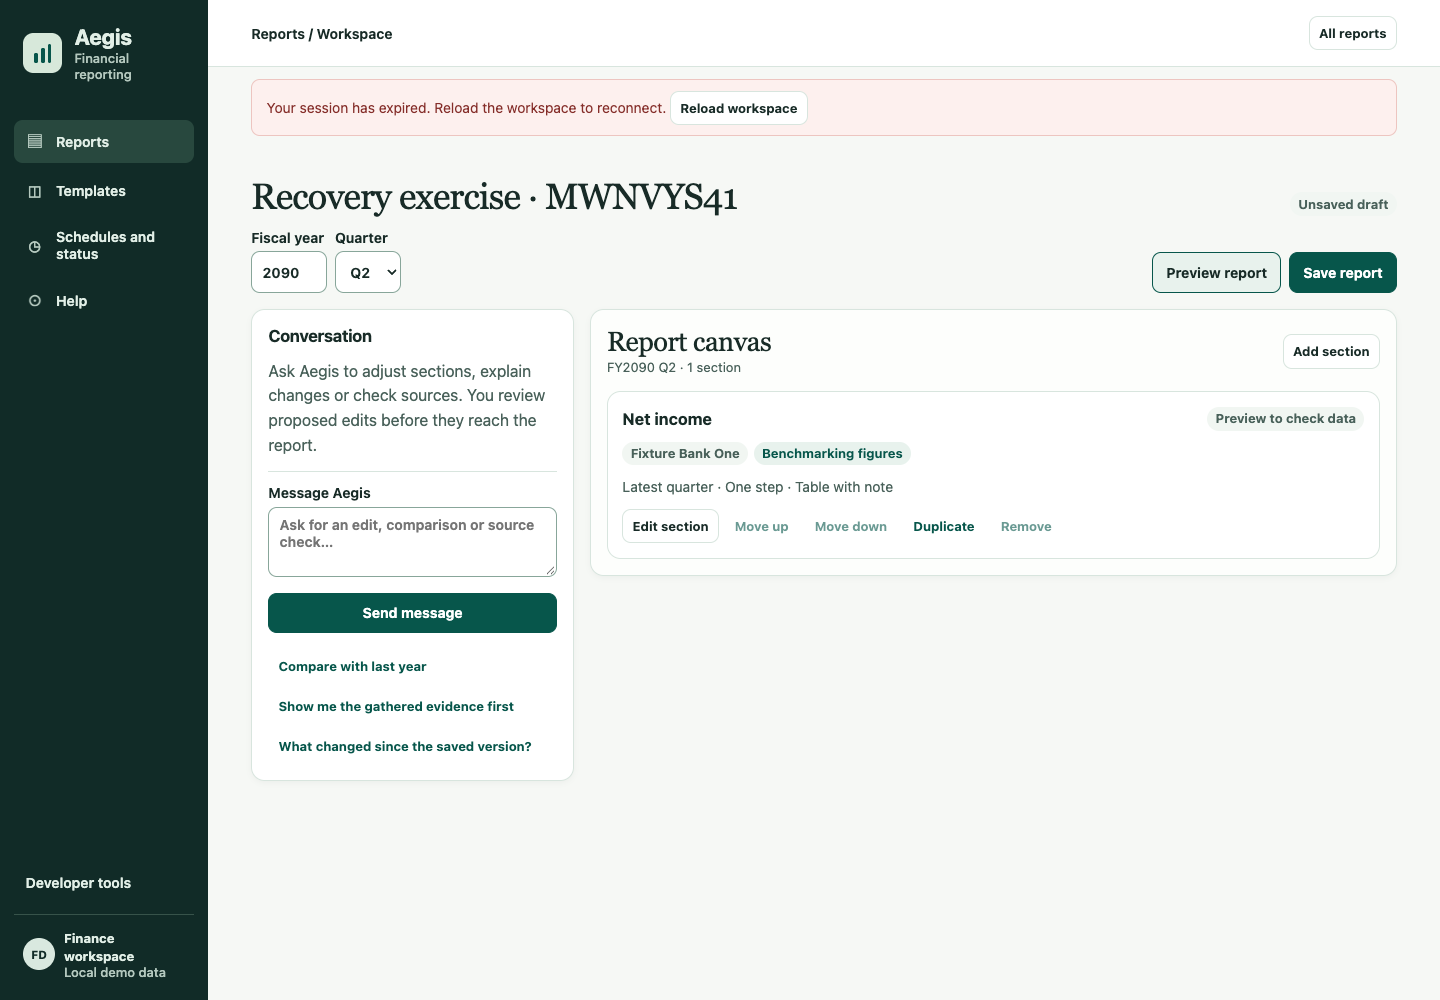 Aegis
Financial
reporting
Reports
Templates
Schedules and
status
Help
Developer tools
FD
Finance
workspace
Local demo data
Reports / Workspace
All reports
Your session has expired. Reload the workspace to reconnect. Reload workspace
Recovery exercise · MWNVYS41
Unsaved draft
Fiscal year Quarter
2090 Q2
Preview report Save report
Conversation
Ask Aegis to adjust sections, explain
changes or check sources. You review
proposed edits before they reach the
report.
Message Aegis
Ask for an edit, comparison or source
check...
Send message
Compare with last year
Show me the gathered evidence first
What changed since the saved version?
Report canvas
FY2090 Q2 · 1 section
Add section
Net income
Preview to check data
Fixture Bank One Benchmarking figures
Latest quarter · One step · Table with note
Edit section Move up Move down Duplicate Remove